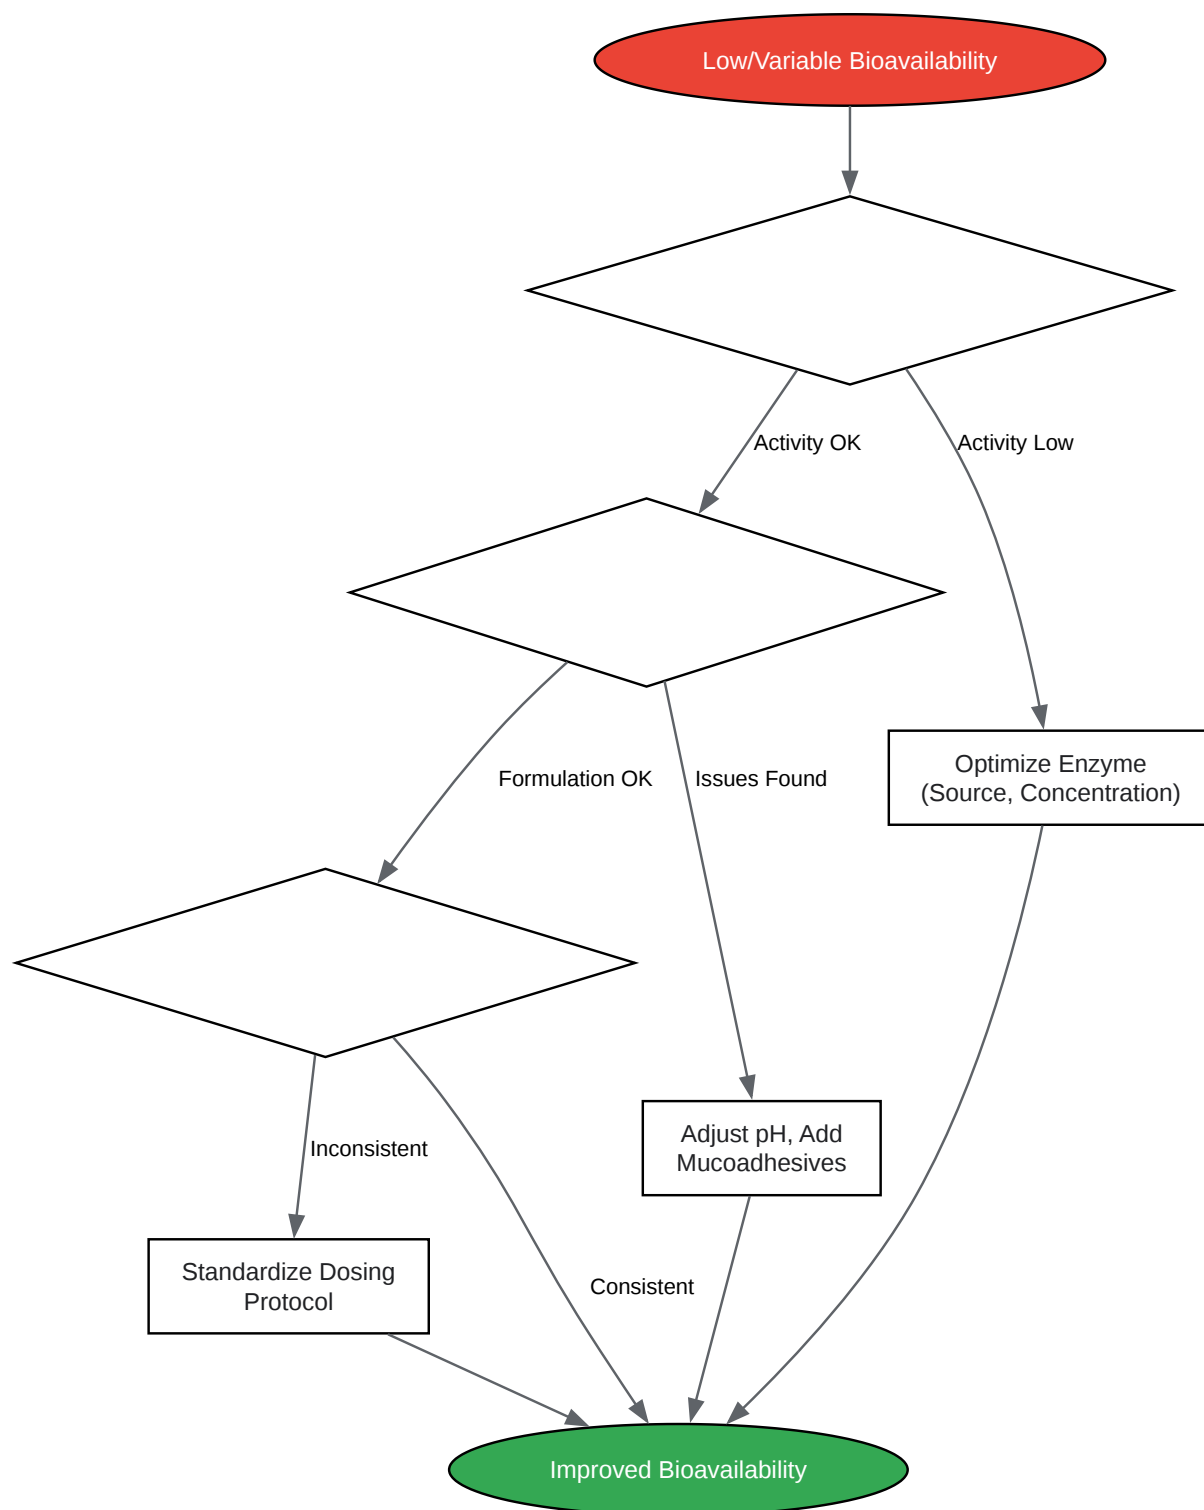 Low/Variable Bioavailability
Activity OK
Activity Low
Formulation OK
Issues Found
Optimize Enzyme
(Source, Concentration)
Adjust pH, Add
Mucoadhesives
Inconsistent
Standardize Dosing
Protocol
Consistent
Improved Bioavailability